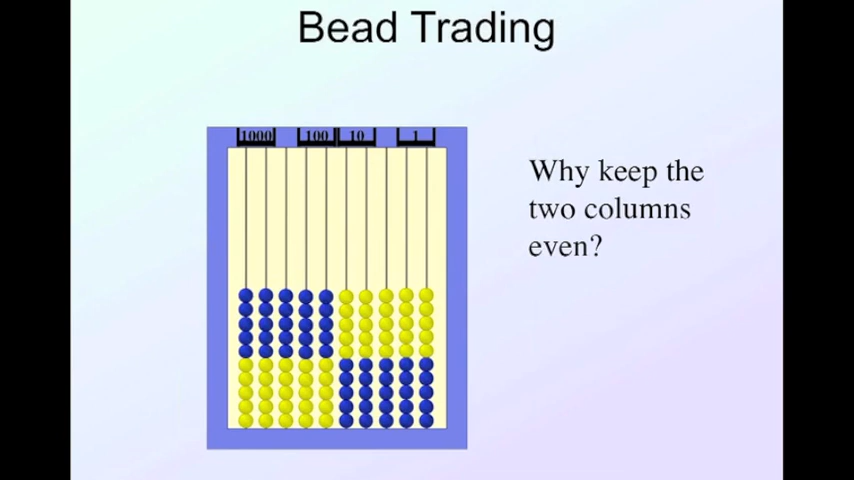 Bead Trading
1000 100 10 1
Why keep the
two columns
even?